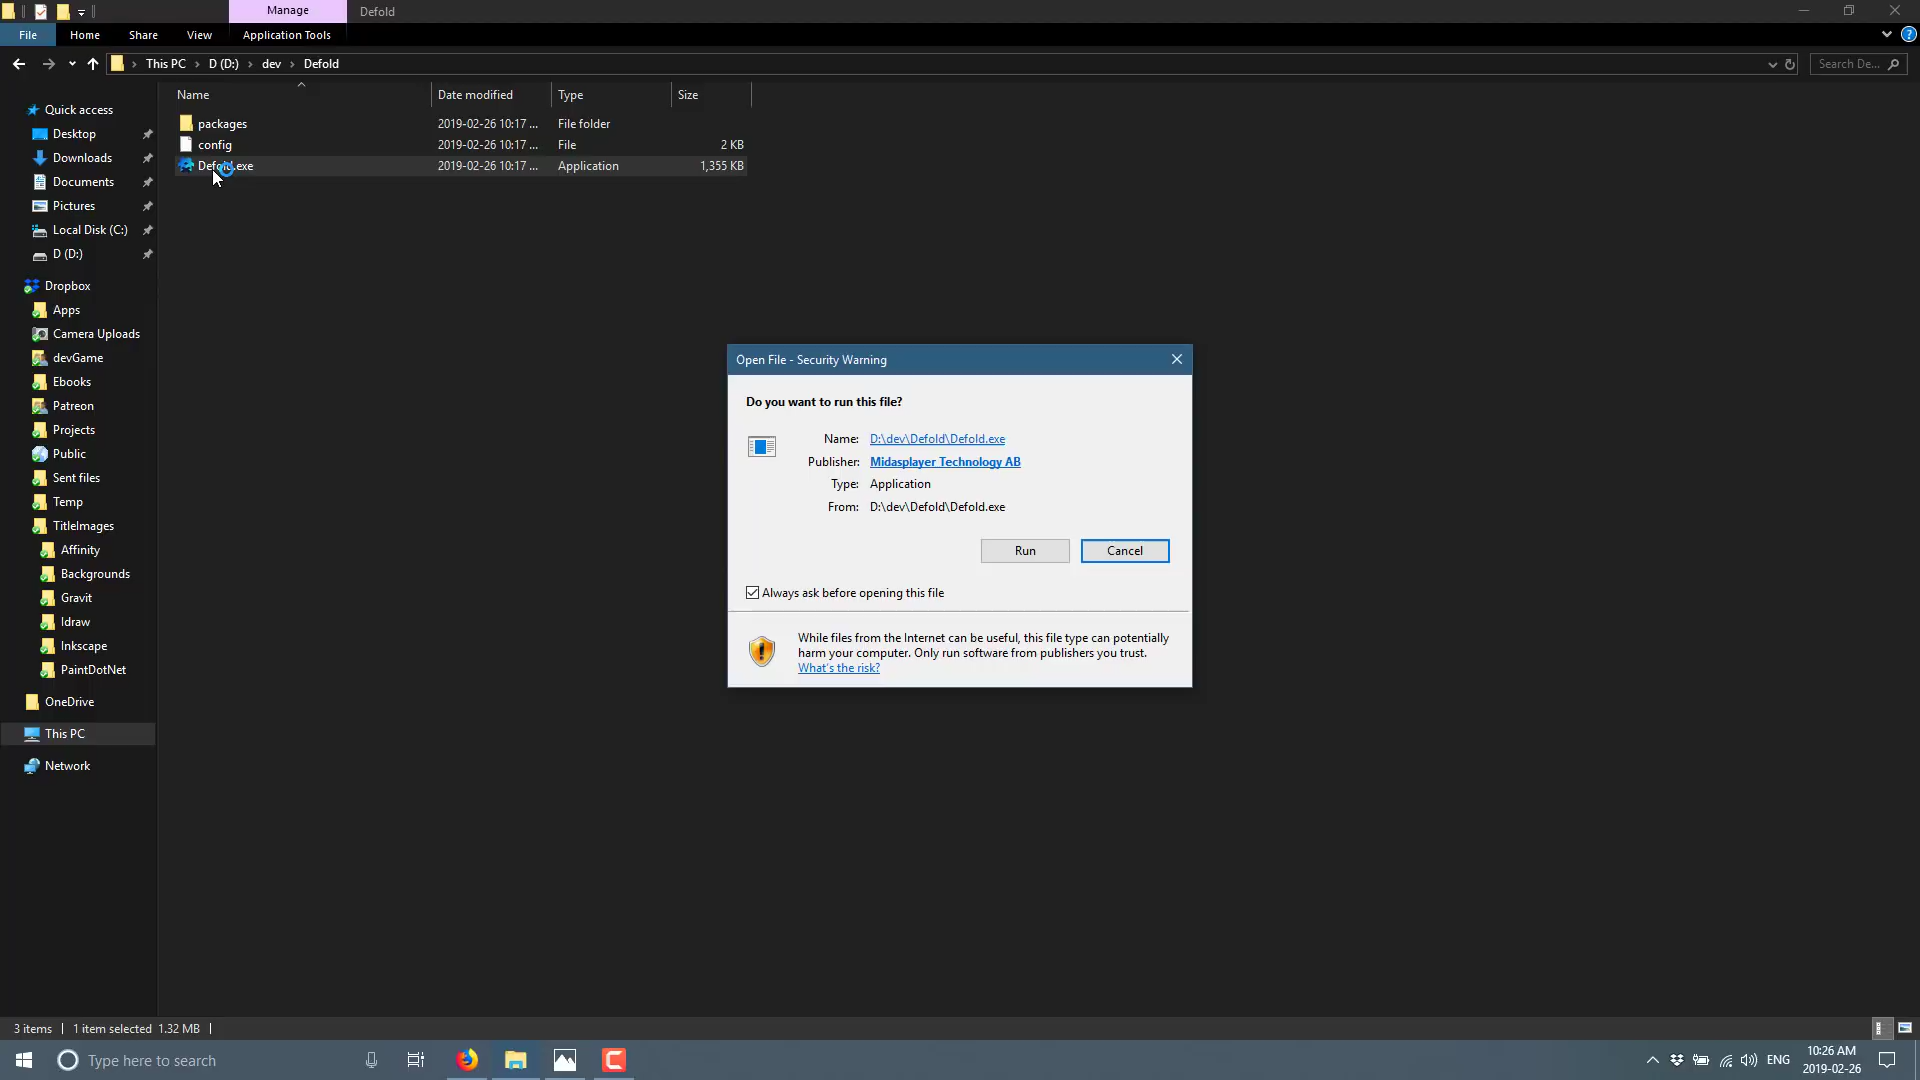 Manage
Defold
File
Home
Share
View
Application Tools
This PC
D (D:)
dev
Defold
Search De...
Name
Date modified
Type
Size
packages
2019-02-26 10:17 ...
File folder
config
2019-02-26 10:17 ...
File
2 KB
Defold.exe
2019-02-26 10:17 ...
Application
1,355 KB
Quick access
Desktop
Downloads
Documents
Pictures
Local Disk (C:)
D (D:)
Dropbox
Apps
Camera Uploads
devGame
Ebooks
Patreon
Projects
Public
Sent files
Temp
TitleImages
Affinity
Backgrounds
Gravit
Idraw
Inkscape
PaintDotNet
OneDrive
This PC
Network
Open File - Security Warning
Do you want to run this file?
Name: D:\dev\Defold\Defold.exe
Publisher: Midasplayer Technology AB
Type: Application
From: D:\dev\Defold\Defold.exe
Run
Cancel
Always ask before opening this file
While files from the Internet can be useful, this file type can potentially
harm your computer. Only run software from publishers you trust.
What's the risk?
3 items
1 item selected 1.32 MB
Type here to search
ENG
10:26 AM
2019-02-26